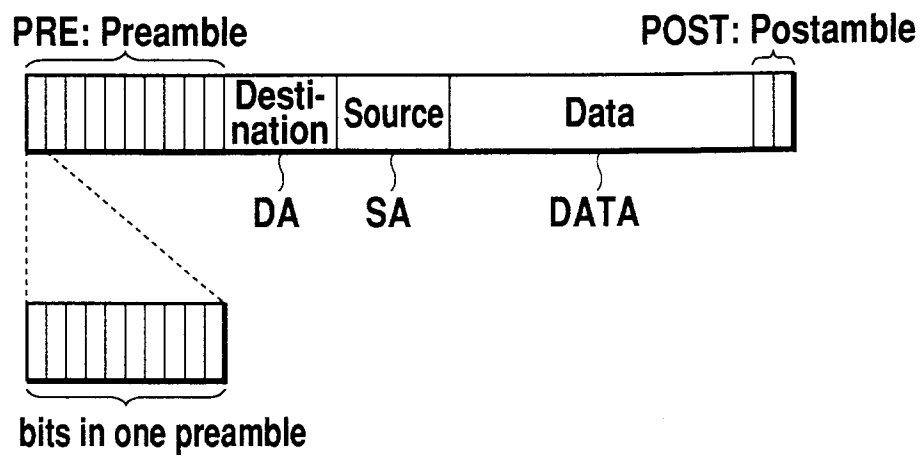 PRE: Preamble
POST: Postamble
Desti-
nation
Source
Data
DA
SA
DATA
bits in one preamble